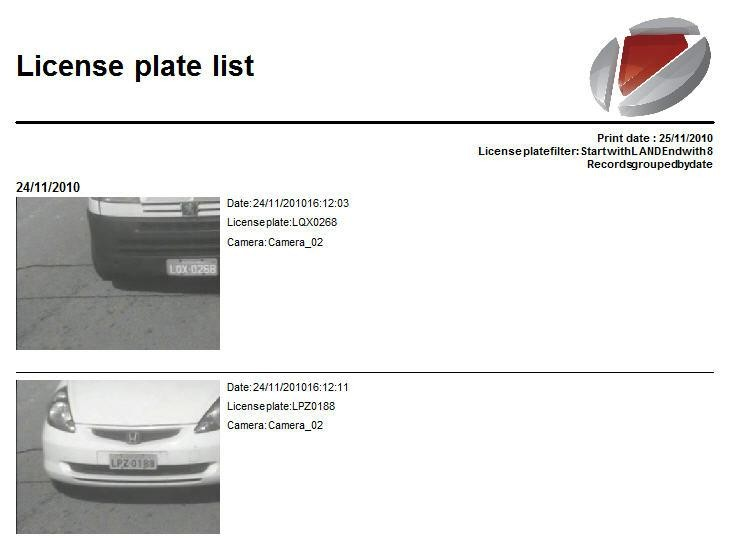 License plate list
Print date : 25/11/2010
Licenseplatefilter:StartwithLANDEndwith8
Recordsgroupedbydate
24/11/2010
Date:24/11/201016:12:03
Licenseplate:LQX0268
Camera:Camera_02
LQX-0268
Date:24/11/201016:12:11
Licenseplate:LPZ0188
Camera:Camera_02
LPZ-0188